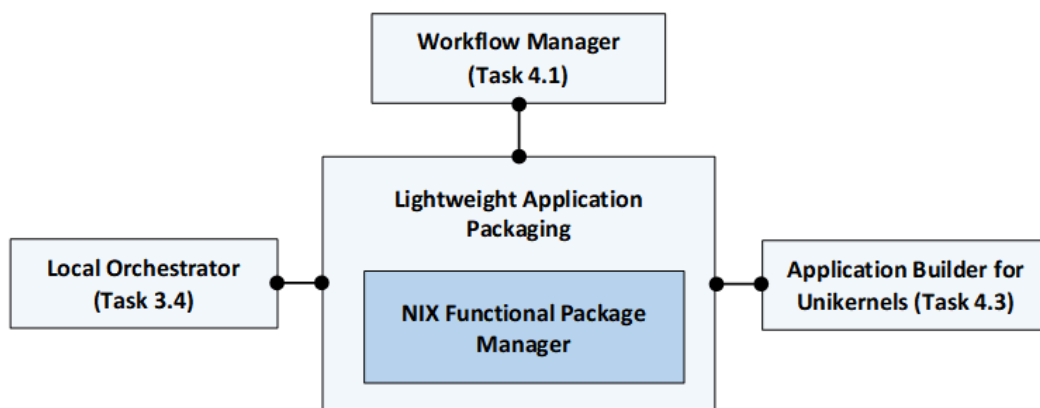 Workflow Manager
(Task 4.1)
Lightweight Application
Packaging
Local Orchestrator
(Task 3.4)
NIX Functional Package
Manager
Application Builder for
Unikernels (Task 4.3)